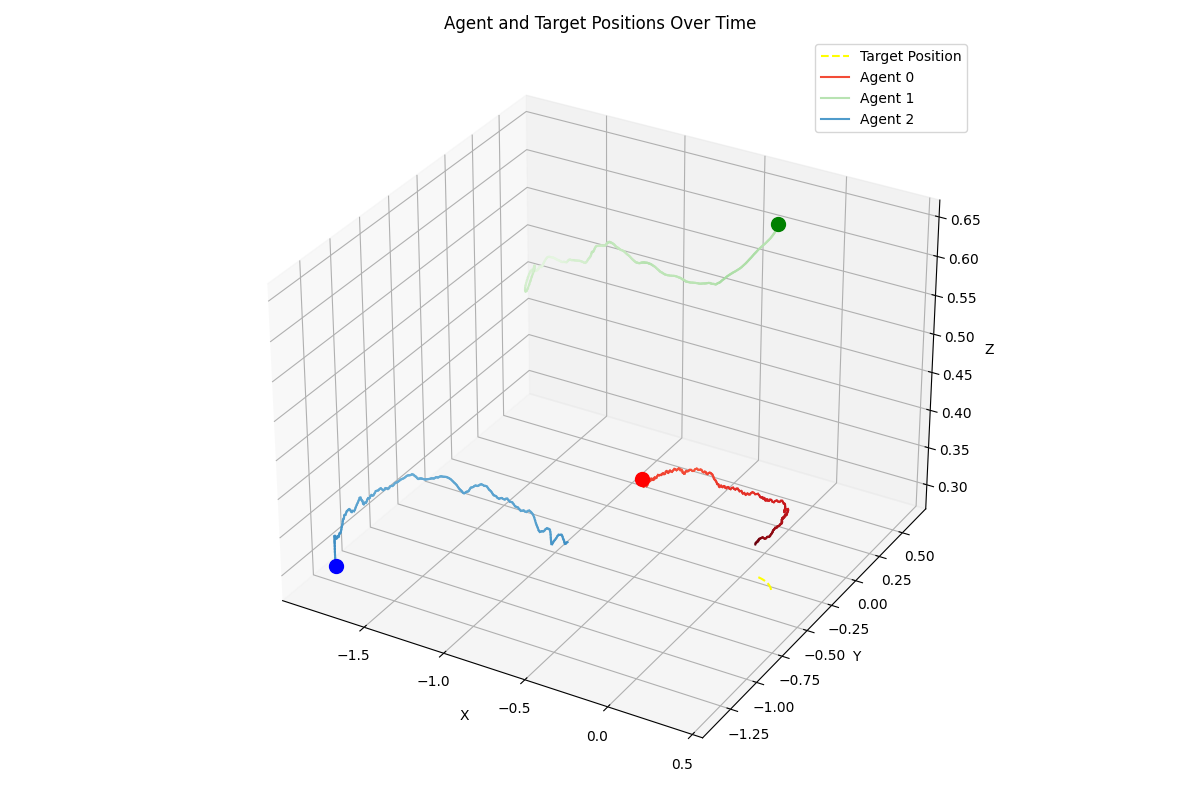 Agent and Target Positions Over Time
Target Position
Agent 0
Agent 1
Agent 2
0.65
0.60
0.55
0.50
0.45
0.40
0.35
0.30
Z
0.50
0.25
0.00
−0.25
−0.50
−0.75
−1.00
−1.25
Y
−1.5
−1.0
−0.5
0.0
0.5
X